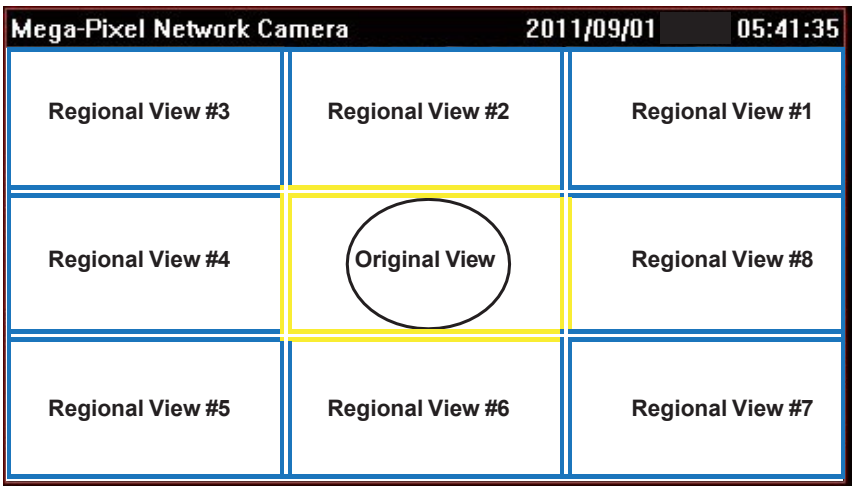 Mega-Pixel Network Camera 2011/09/01 05:41:35
Regional View #3 Regional View #2 Regional View #1
Regional View #4 Original View Regional View #8
Regional View #5 Regional View #6 Regional View #7